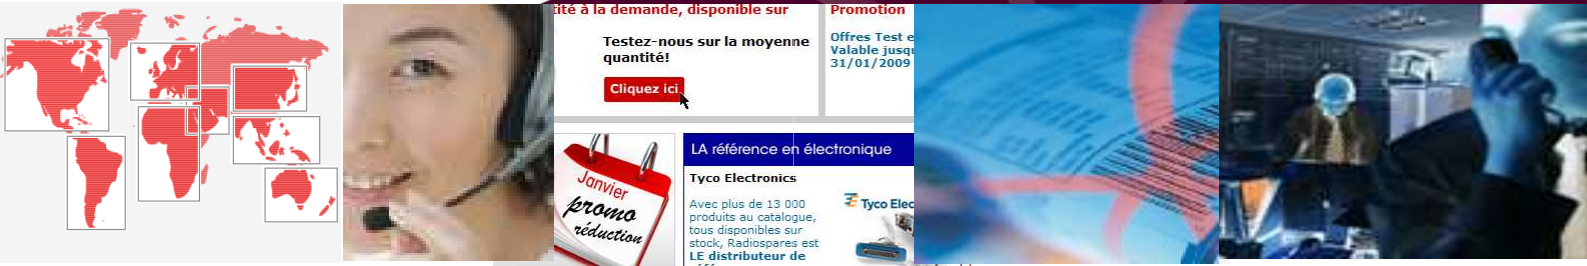 tité à la demande, disponible sur
Testez-nous sur la moyenne
quantité!
Cliquez ici
Promotion
Offres Test e
Valable jusqu
31/01/2009
Janvier
promo
réduction
LA référence en électronique
Tyco Electronics
Avec plus de 13 000
produits au catalogue,
tous disponibles sur
stock, Radiospares est
LE distributeur de
Tyco Elec